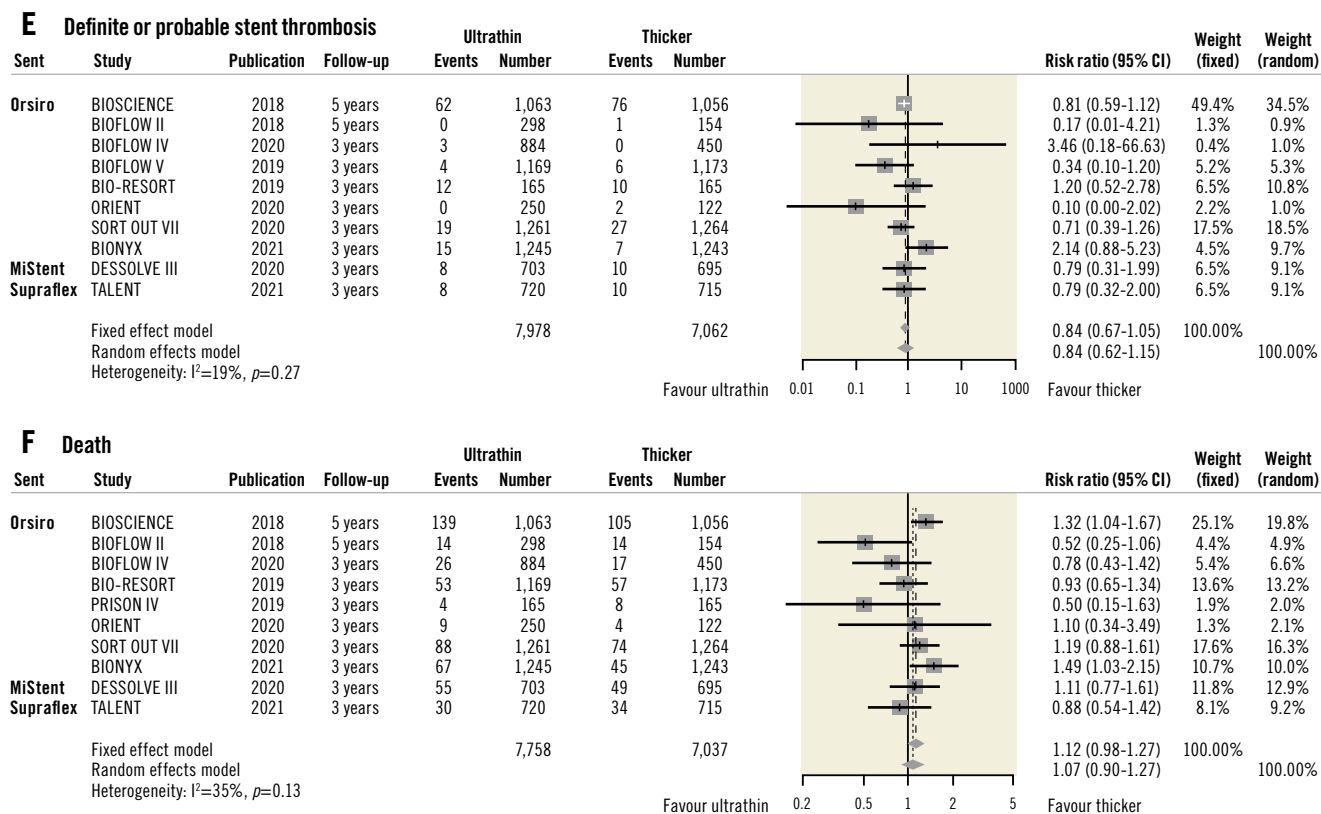 E Definite or probable stent thrombosis
Ultrathin Thicker Weight Weight
Sent Study Publication Follow-up Events Number Events Number Risk ratio (95% CI) (fixed) (random)
Orsiro BIOSCIENCE 2018 5 years 62 1,063 76 1,056 0.81 (0.59-1.12) 49.4% 34.5%
BIOFLOW II 2018 5 years 0 298 1 154 0.17 (0.01-4.21) 1.3% 0.9%
BIOFLOW IV 2020 3 years 3 884 0 450 3.46 (0.18-66.63) 0.4% 1.0%
BIOFLOW V 2019 3 years 4 1,169 6 1,173 0.34 (0.10-1.20) 5.2% 5.3%
BIO-RESORT 2019 3 years 12 165 10 165 1.20 (0.52-2.78) 6.5% 10.8%
ORIENT 2020 3 years 0 250 2 122 0.10 (0.00-2.02) 2.2% 1.0%
SORT OUT VII 2020 3 years 19 1,261 27 1,264 0.71 (0.39-1.26) 17.5% 18.5%
BIONYX 2021 3 years 15 1,245 7 1,243 2.14 (0.88-5.23) 4.5% 9.7%
MiStent DESSOLVE III 2020 3 years 8 703 10 695 0.79 (0.31-1.99) 6.5% 9.1%
Supraflex TALENT 2021 3 years 8 720 10 715 0.79 (0.32-2.00) 6.5% 9.1%
Fixed effect model 7,978 7,062 0.84 (0.67-1.05) 100.00%
Random effects model 0.84 (0.62-1.15) 100.00%
Heterogeneity: I²=19%, p=0.27
Favour ultrathin 0.01 0.1 1 10 1000 Favour thicker
F Death
Ultrathin Thicker Weight Weight
Sent Study Publication Follow-up Events Number Events Number Risk ratio (95% CI) (fixed) (random)
Orsiro BIOSCIENCE 2018 5 years 139 1,063 105 1,056 1.32 (1.04-1.67) 25.1% 19.8%
BIOFLOW II 2018 5 years 14 298 14 154 0.52 (0.25-1.06) 4.4% 4.9%
BIOFLOW IV 2020 3 years 26 884 17 450 0.78 (0.43-1.42) 5.4% 6.6%
BIO-RESORT 2019 3 years 53 1,169 57 1,173 0.93 (0.65-1.34) 13.6% 13.2%
PRISON IV 2019 3 years 4 165 8 165 0.50 (0.15-1.63) 1.9% 2.0%
ORIENT 2020 3 years 9 250 4 122 1.10 (0.34-3.49) 1.3% 2.1%
SORT OUT VII 2020 3 years 88 1,261 74 1,264 1.19 (0.88-1.61) 17.6% 16.3%
BIONYX 2021 3 years 67 1,245 45 1,243 1.49 (1.03-2.15) 10.7% 10.0%
MiStent DESSOLVE III 2020 3 years 55 703 49 695 1.11 (0.77-1.61) 11.8% 12.9%
Supraflex TALENT 2021 3 years 30 720 34 715 0.88 (0.54-1.42) 8.1% 9.2%
Fixed effect model 7,758 7,037 1.12 (0.98-1.27) 100.00%
Random effects model 1.07 (0.90-1.27) 100.00%
Heterogeneity: I²=35%, p=0.13
Favour ultrathin 0.2 0.5 1 2 5 Favour thicker